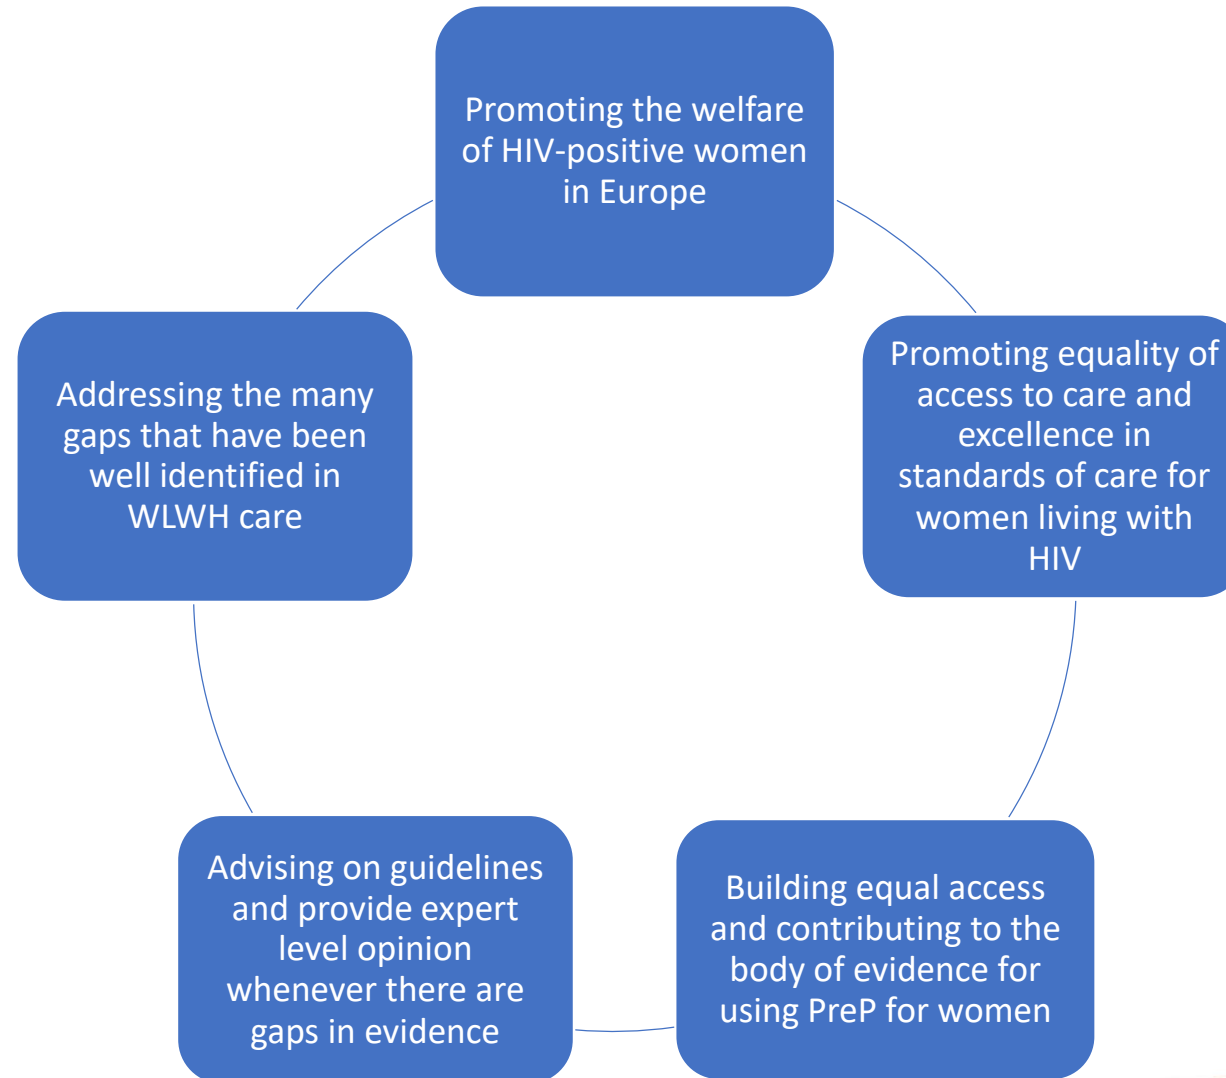 Promoting the welfare
of HIV-positive women
in Europe
Promoting equality of
access to care and
excellence in
standards of care for
women living with
HIV
Building equal access
and contributing to the
body of evidence for
using PreP for women
Advising on guidelines
and provide expert
level opinion
whenever there are
gaps in evidence
Addressing the many
gaps that have been
well identified in
WLWH care